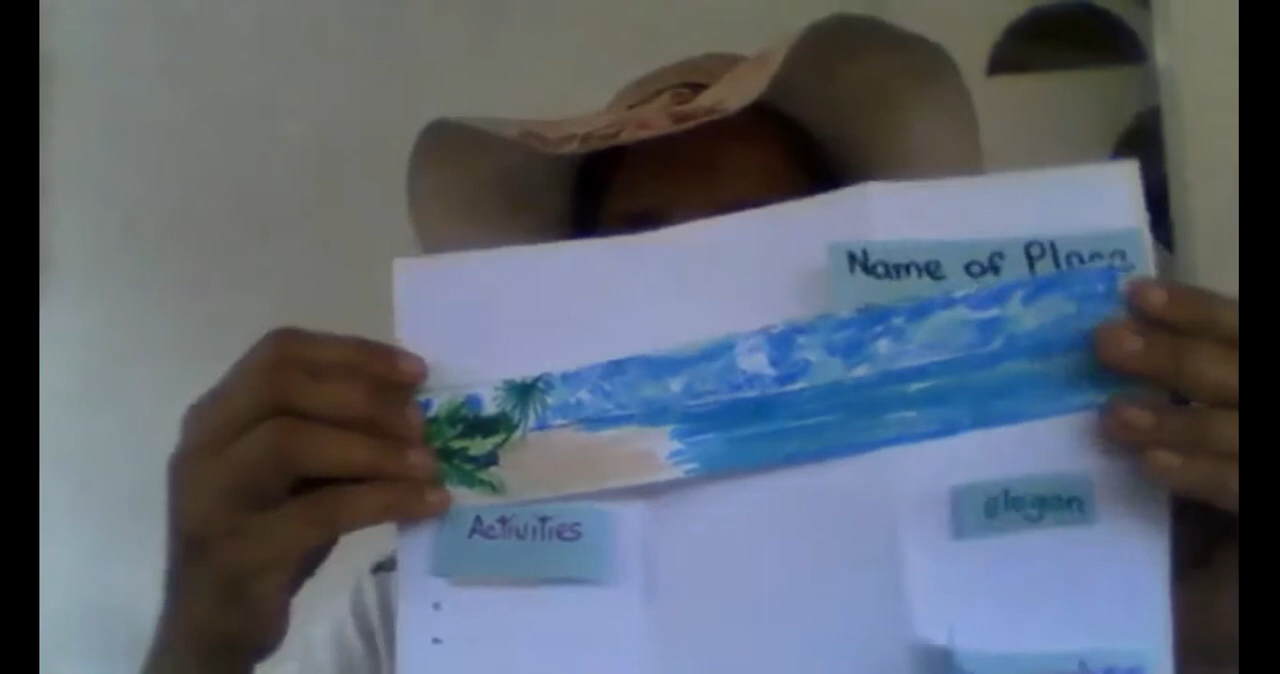 Name of Place
Activities
slogan